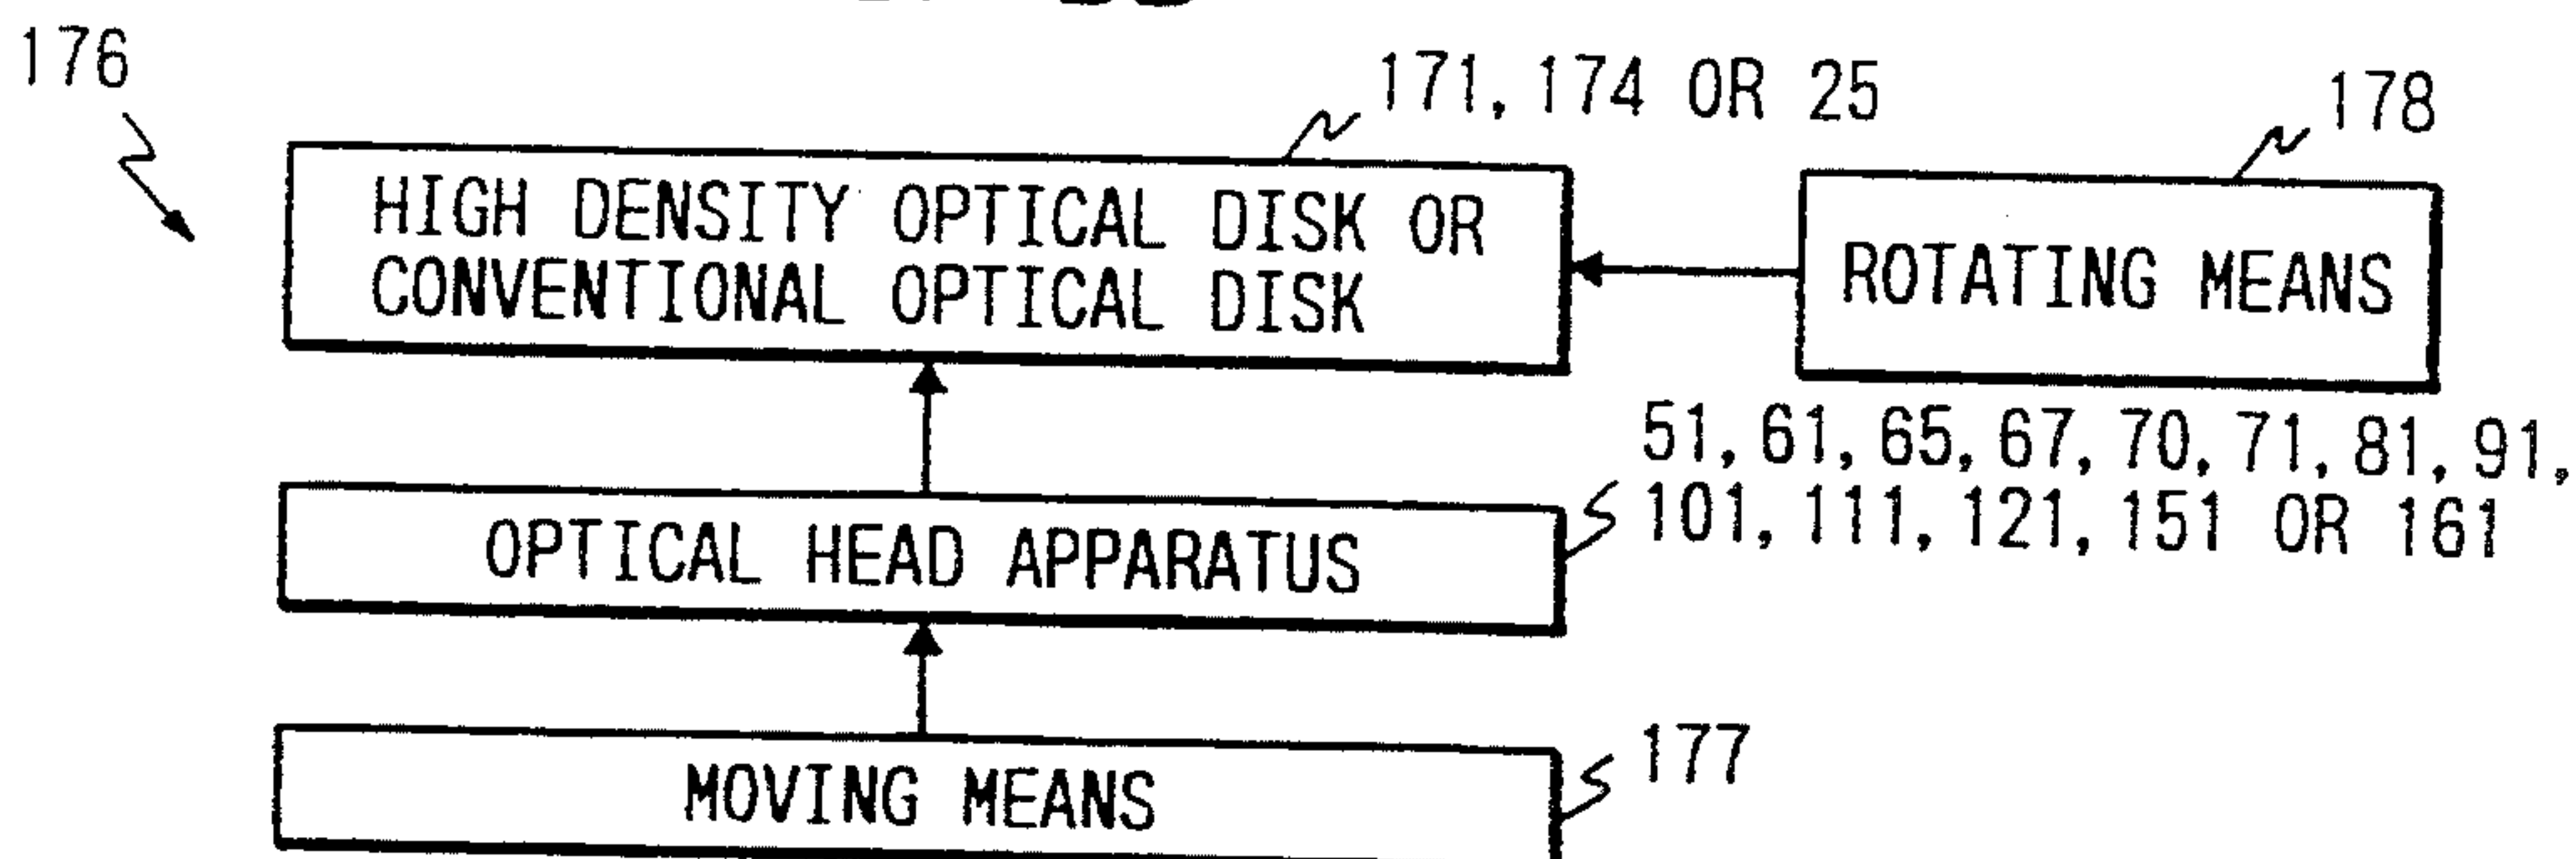 176
171, 174 OR 25
178
HIGH DENSITY OPTICAL DISK OR
CONVENTIONAL OPTICAL DISK
ROTATING MEANS
51, 61, 65, 67, 70, 71, 81, 91,
101, 111, 121, 151 OR 161
OPTICAL HEAD APPARATUS
177
MOVING MEANS